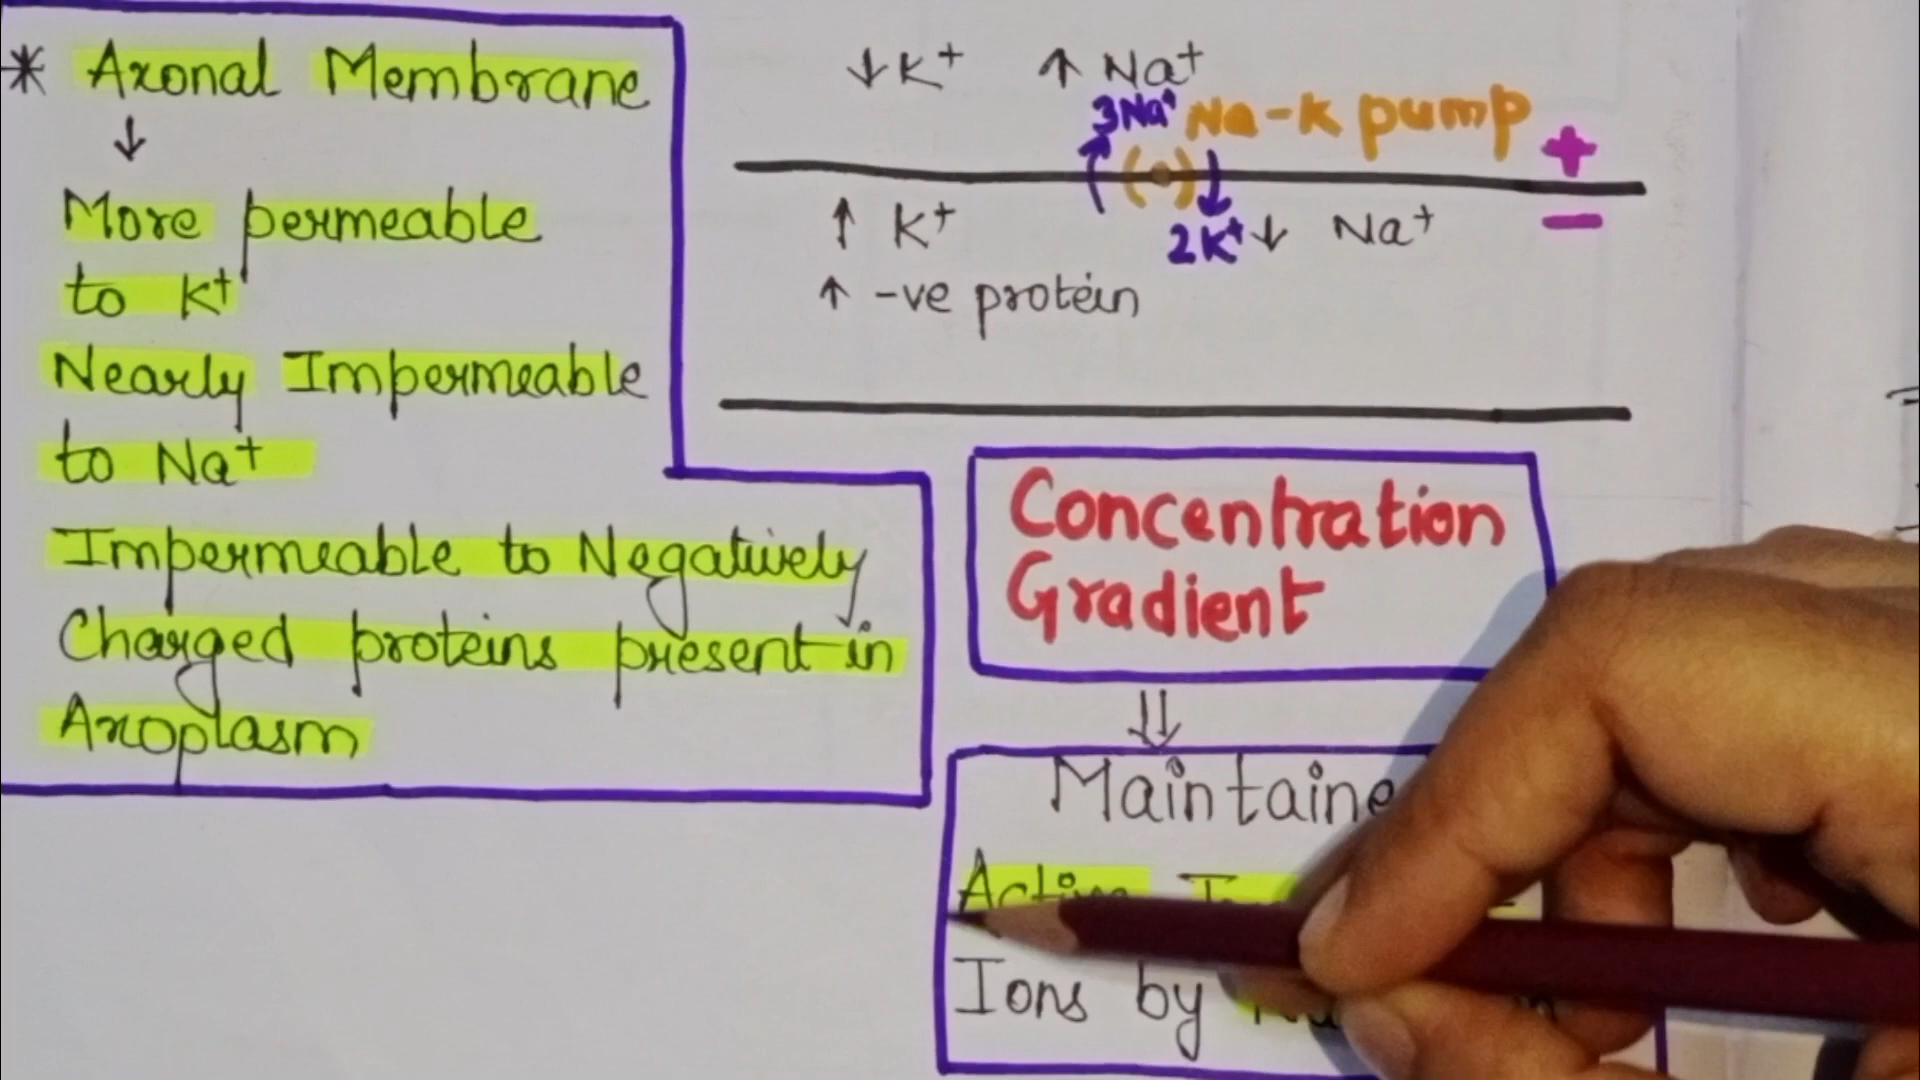 * Axonal Membrane
↓
More permeable
to K+
Nearly Impermeable
to Na+
Impermeable to Negatively
Charged proteins present in
Axoplasm
↓ K+ ↑ Na+
3Na+ Na-K pump
+
↑ K+ 2K+ ↓ Na+ −
↑ -ve protein
Concentration
Gradient
⇓
Active
Ions by